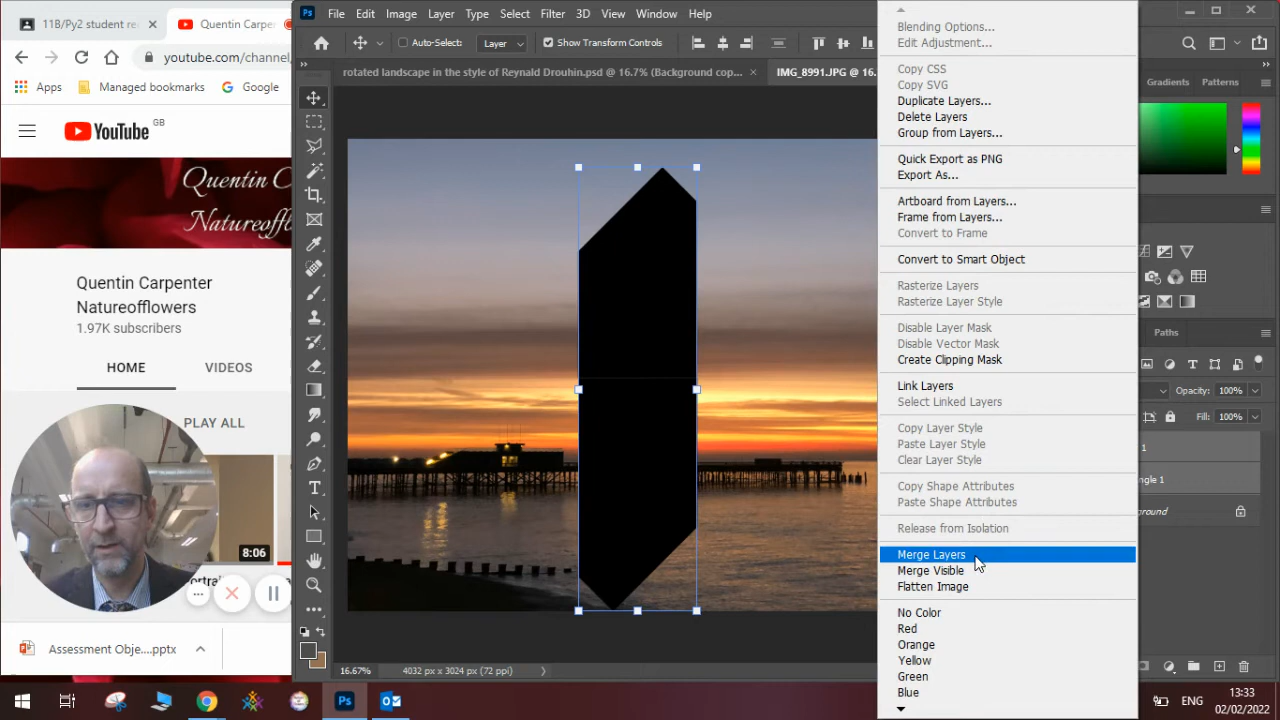 11B/Py2 student re
Quentin Carper
youtube.com/channel,
Apps
Managed bookmarks
Google
YouTube GB
Quentin C
Natureoffl
Quentin Carpenter
Natureofflowers
1.97K subscribers
HOME
VIDEOS
PLAY ALL
8:06
Assessment Obje....pptx
Ps
File
Edit
Image
Layer
Type
Select
Filter
3D
View
Window
Help
Auto-Select:
Layer
Show Transform Controls
rotated landscape in the style of Reynald Drouhin.psd @ 16.7% (Background cop...
IMG_8991.JPG @ 16.
16.67%
4032 px x 3024 px (72 ppi)
Blending Options...
Edit Adjustment...
Copy CSS
Copy SVG
Duplicate Layers...
Delete Layers
Group from Layers...
Quick Export as PNG
Export As...
Artboard from Layers...
Frame from Layers...
Convert to Frame
Convert to Smart Object
Rasterize Layers
Rasterize Layer Style
Disable Layer Mask
Disable Vector Mask
Create Clipping Mask
Link Layers
Select Linked Layers
Copy Layer Style
Paste Layer Style
Clear Layer Style
Copy Shape Attributes
Paste Shape Attributes
Release from Isolation
Merge Layers
Merge Visible
Flatten Image
No Color
Red
Orange
Yellow
Green
Blue
Gradients
Patterns
Paths
Opacity: 100%
Fill: 100%
1
ngle 1
ground
Ps
ENG
13:33
02/02/2022